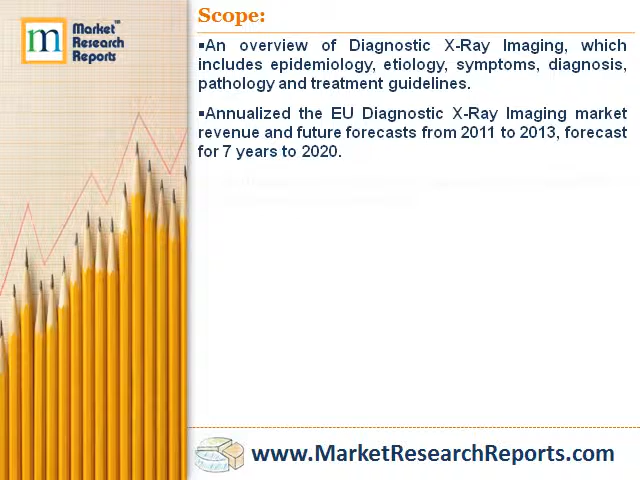 m
Market™
Research
Reports
Scope:
▪An overview of Diagnostic X-Ray Imaging, which
includes epidemiology, etiology, symptoms, diagnosis,
pathology and treatment guidelines.
▪Annualized the EU Diagnostic X-Ray Imaging market
revenue and future forecasts from 2011 to 2013, forecast
for 7 years to 2020.
www.MarketResearchReports.com